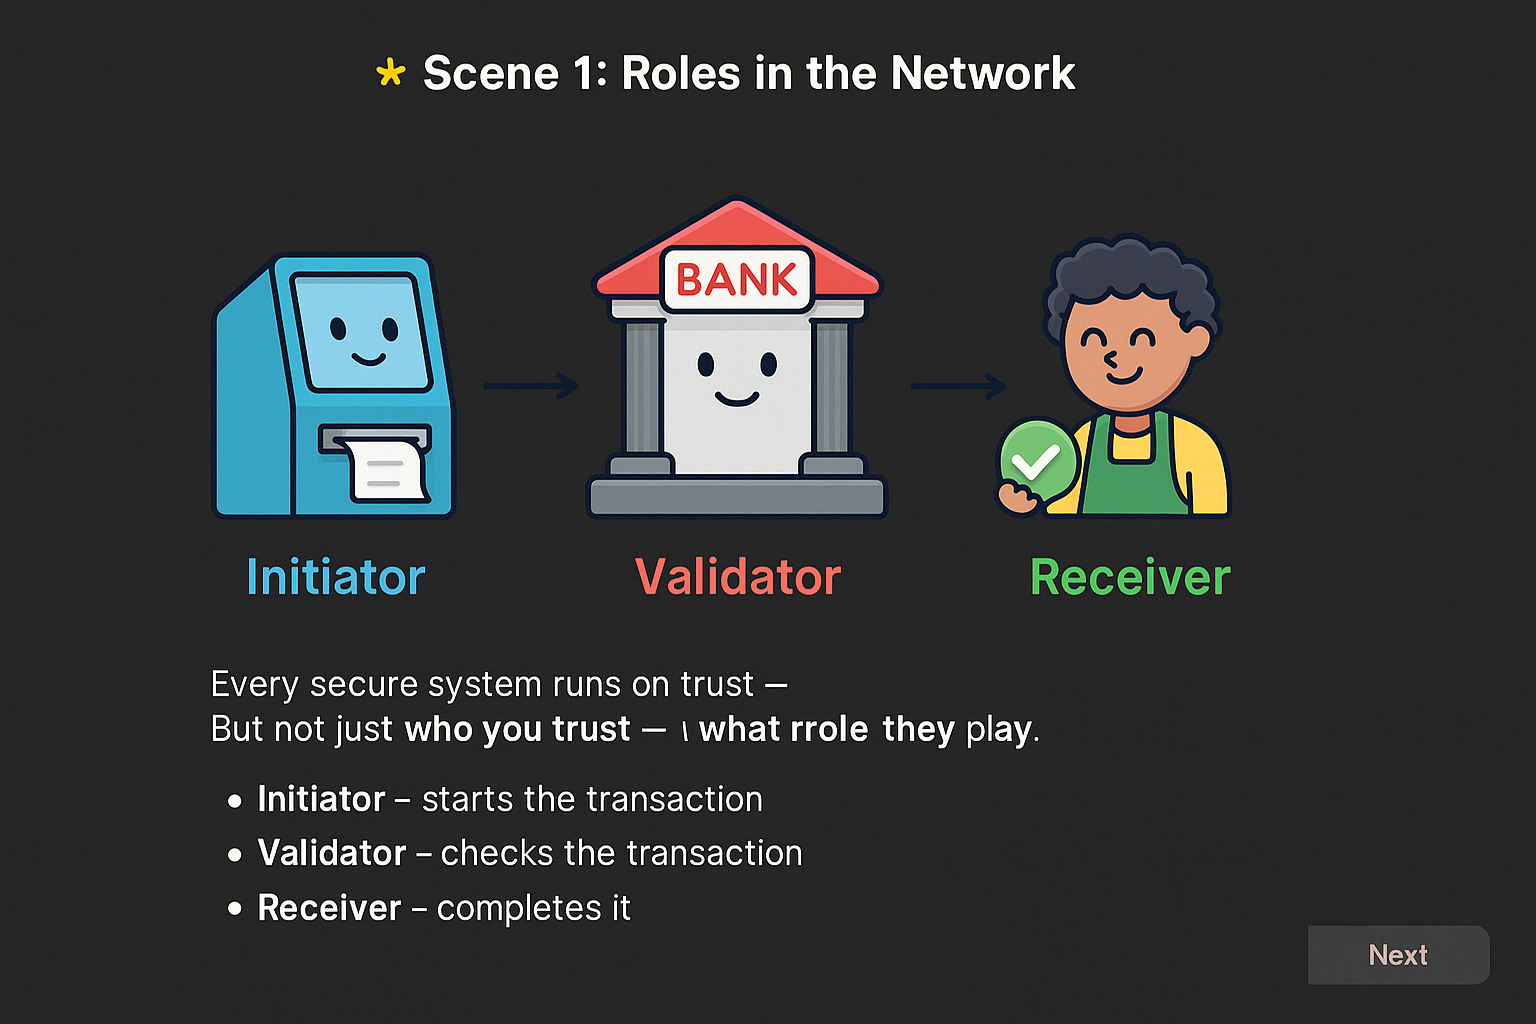 * Scene 1: Roles in the Network
BANK
Initiator
Validator
Receiver
Every secure system runs on trust –
But not just who you trust – \ what rrole they play.
• Initiator – starts the transaction
• Validator – checks the transaction
• Receiver – completes it
Next